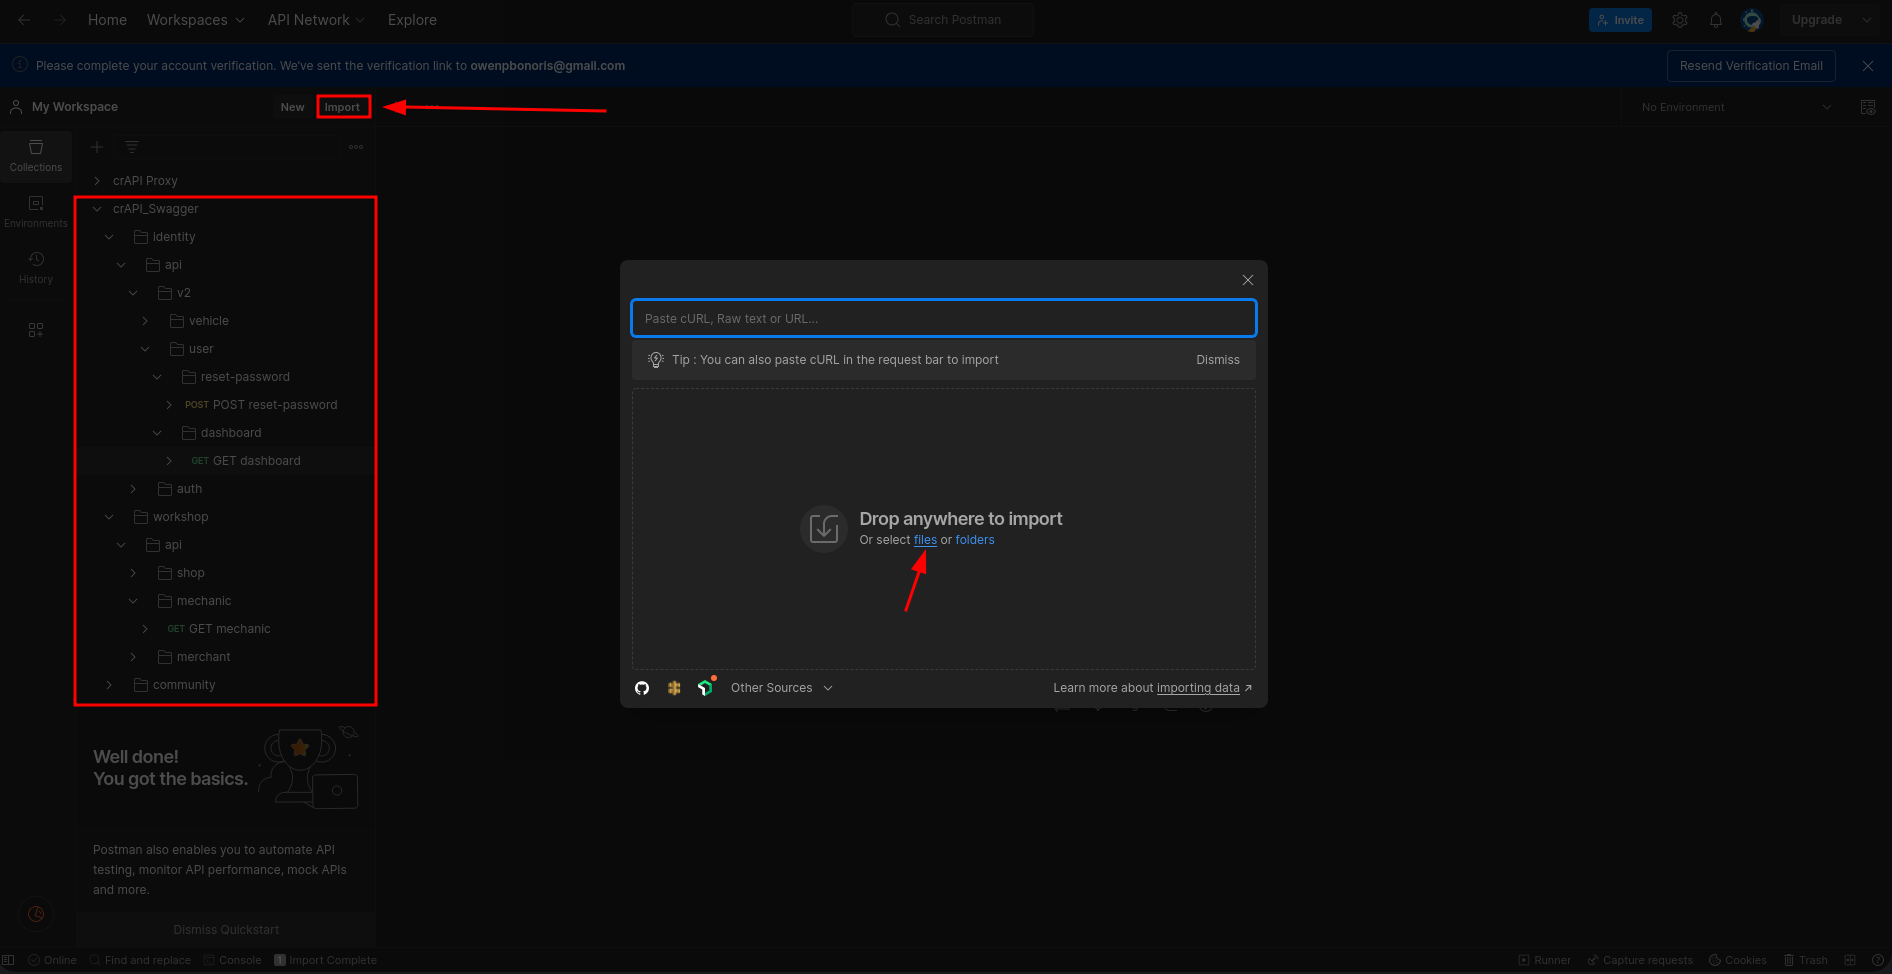 Home Workspaces API Network Explore Search Postman Invite Upgrade
Please complete your account verification. We've sent the verification link to owenpbonoris@gmail.com Resend Verification Email
My Workspace New Import No Environment
Collections
Environments
History
crAPI Proxy
crAPI_Swagger
identity
api
v2
vehicle
user
reset-password
POST POST reset-password
dashboard
GET GET dashboard
auth
workshop
api
shop
mechanic
GET GET mechanic
merchant
community
Well done!
You got the basics.
Postman also enables you to automate API
testing, monitor API performance, mock APIs
and more.
Dismiss Quickstart
Paste cURL, Raw text or URL...
Tip : You can also paste cURL in the request bar to import Dismiss
Drop anywhere to import
Or select files or folders
Other Sources Learn more about importing data
Online Find and replace Console 1 Import Complete Runner Capture requests Cookies Trash